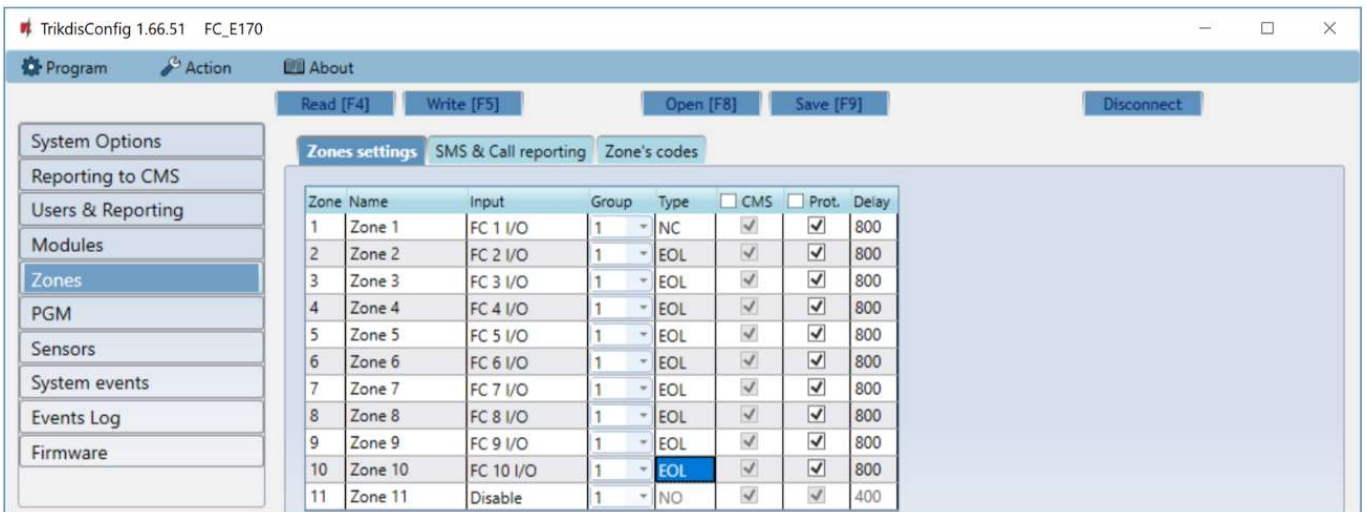 TrikdisConfig 1.66.51 FC_E170
Program Action About
Read [F4] Write [F5] Open [F8] Save [F9] Disconnect
System Options
Reporting to CMS
Users & Reporting
Modules
Zones
PGM
Sensors
System events
Events Log
Firmware
Zones settings SMS & Call reporting Zone's codes
Zone Name Input Group Type CMS Prot. Delay
1 Zone 1 FC 1 I/O 1 NC 800
2 Zone 2 FC 2 I/O 1 EOL 800
3 Zone 3 FC 3 I/O 1 EOL 800
4 Zone 4 FC 4 I/O 1 EOL 800
5 Zone 5 FC 5 I/O 1 EOL 800
6 Zone 6 FC 6 I/O 1 EOL 800
7 Zone 7 FC 7 I/O 1 EOL 800
8 Zone 8 FC 8 I/O 1 EOL 800
9 Zone 9 FC 9 I/O 1 EOL 800
10 Zone 10 FC 10 I/O 1 EOL 800
11 Zone 11 Disable 1 NO 400